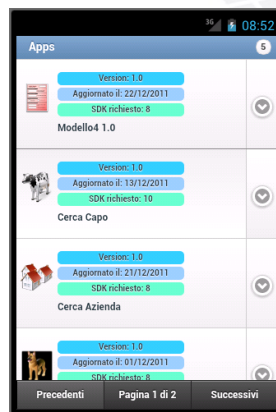 3G 08:52
Apps 5
Version: 1.0
Aggiornato il: 22/12/2011
SDK richiesto: 8
Modello4 1.0
Version: 1.0
Aggiornato il: 13/12/2011
SDK richiesto: 10
Cerca Capo
Version: 1.0
Aggiornato il: 21/12/2011
SDK richiesto: 8
Cerca Azienda
Version: 1.0
Aggiornato il: 01/12/2011
SDK richiesto: 8
Precedenti Pagina 1 di 2 Successivi